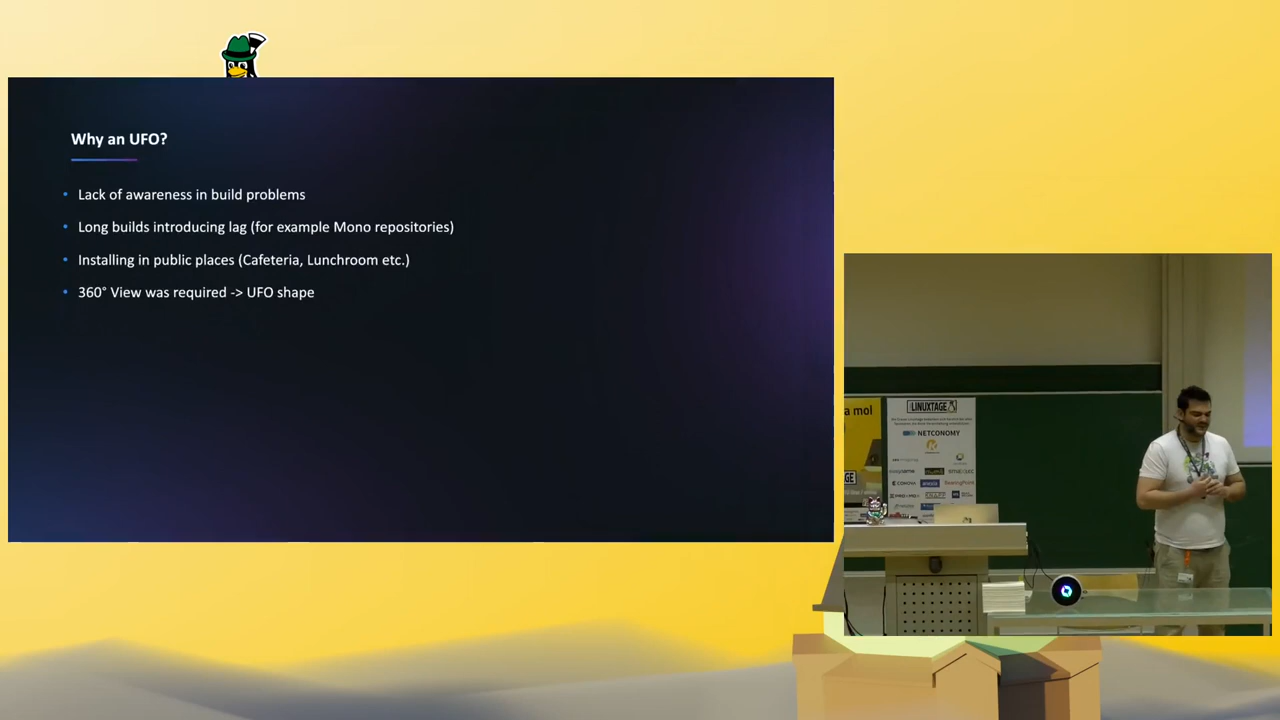 Why an UFO?
• Lack of awareness in build problems
• Long builds introducing lag (for example Mono repositories)
• Installing in public places (Cafeteria, Lunchroom etc.)
• 360° View was required -> UFO shape
a mol
LINUXTAGE
NETCONOMY